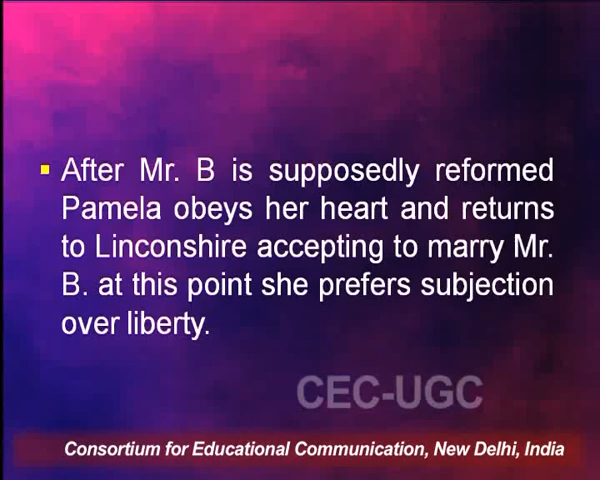 After Mr. B is supposedly reformed
Pamela obeys her heart and returns
to Linconshire accepting to marry Mr.
B. at this point she prefers subjection
over liberty.
CEC-UGC
Consortium for Educational Communication, New Delhi, India